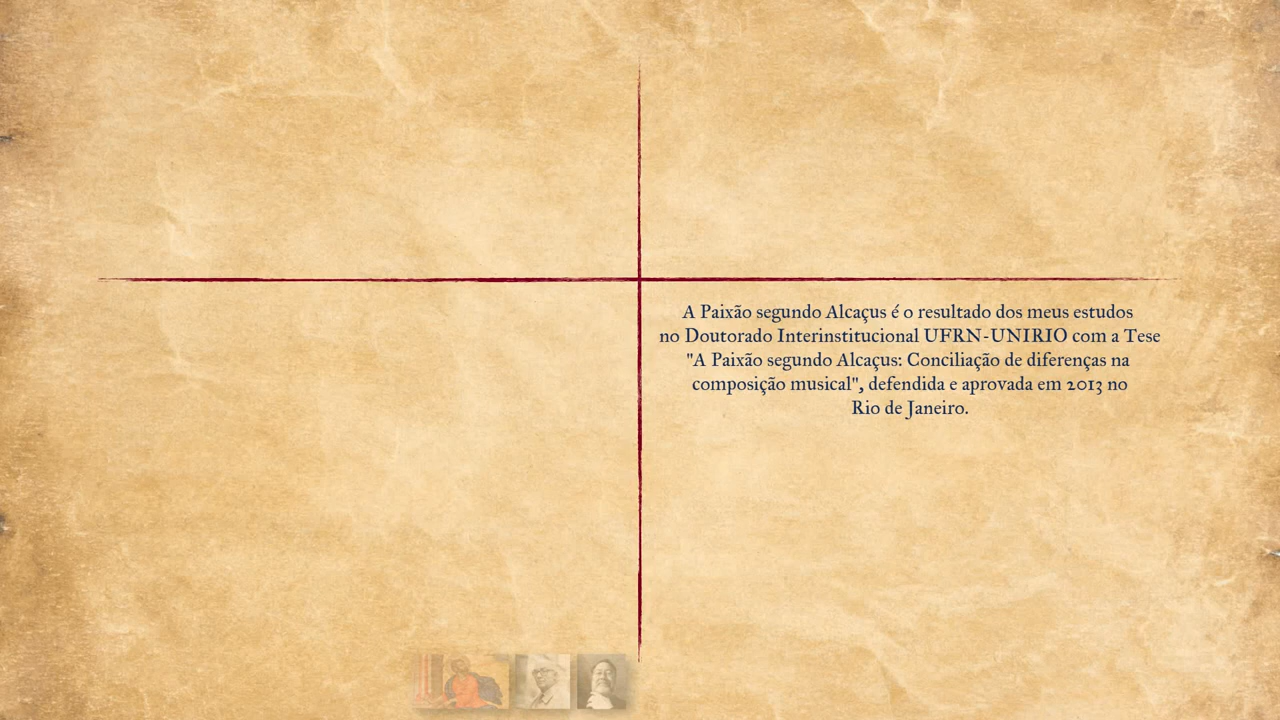 A Paixão segundo Alcaçus é o resultado dos meus estudos
no Doutorado Interinstitucional UFRN-UNIRIO com a Tese
"A Paixão segundo Alcaçus: Conciliação de diferenças na
composição musical", defendida e aprovada em 2013 no
Rio de Janeiro.